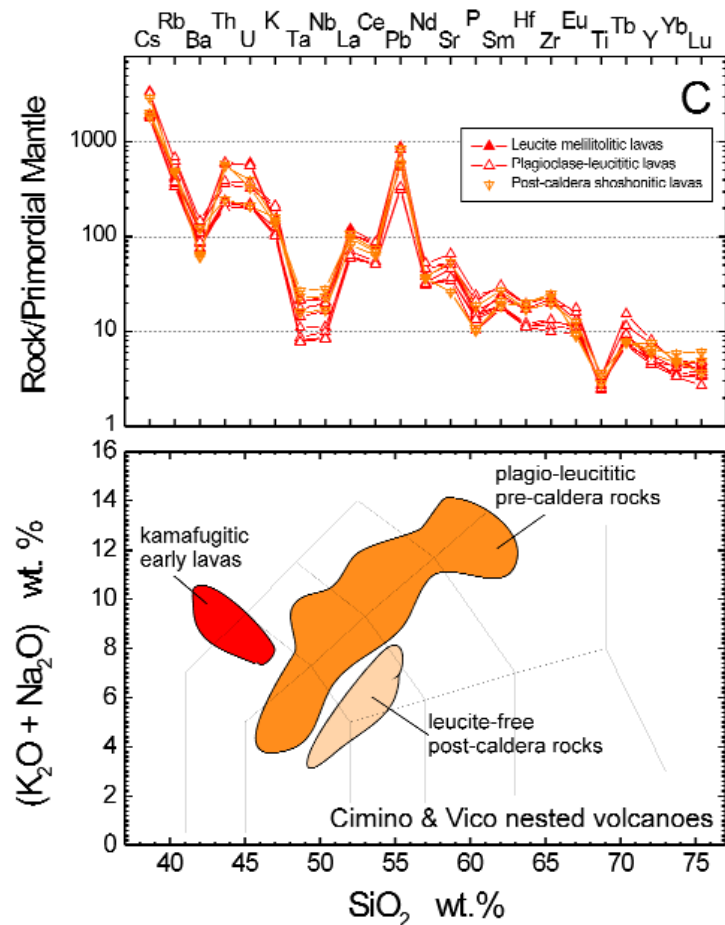 Rb Th K Nb Ce Nd P Hf Eu Tb Yb
Cs Ba U Ta La Pb Sr Sm Zr Ti Y Lu
C
1000
100
10
1
Rock/Primordial Mantle
Leucite melilitolitic lavas
Plagioclase-leucititic lavas
Post-caldera shoshonitic lavas
16
14
12
10
8
6
4
2
0
(K₂O + Na₂O) wt. %
plagio-leucititic
pre-caldera rocks
kamafugitic
early lavas
leucite-free
post-caldera rocks
Cimino & Vico nested volcanoes
40 45 50 55 60 65 70 75
SiO₂ wt.%